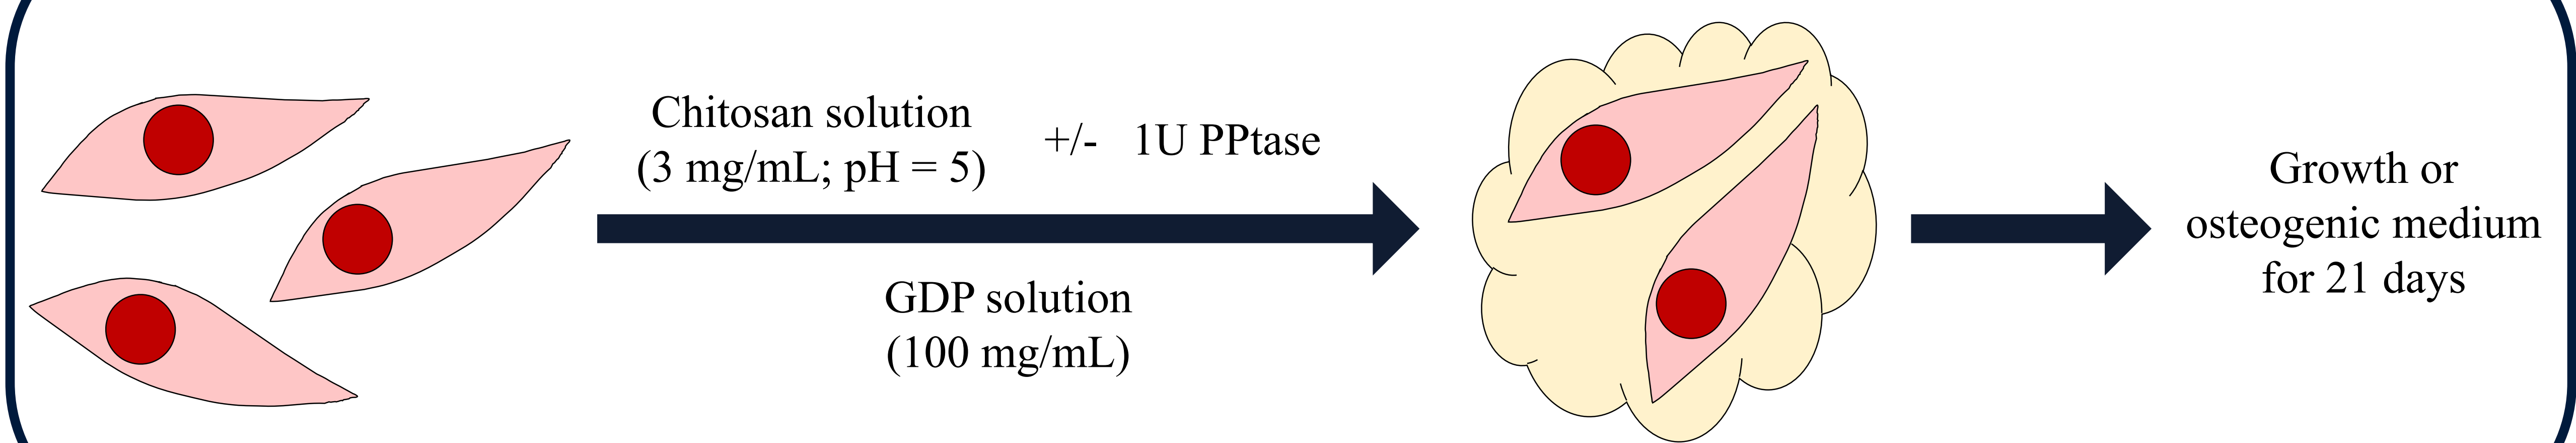 Chitosan solution
(3 mg/mL; pH = 5)
+/- 1U PPtase
GDP solution
(100 mg/mL)
Growth or
osteogenic medium
for 21 days